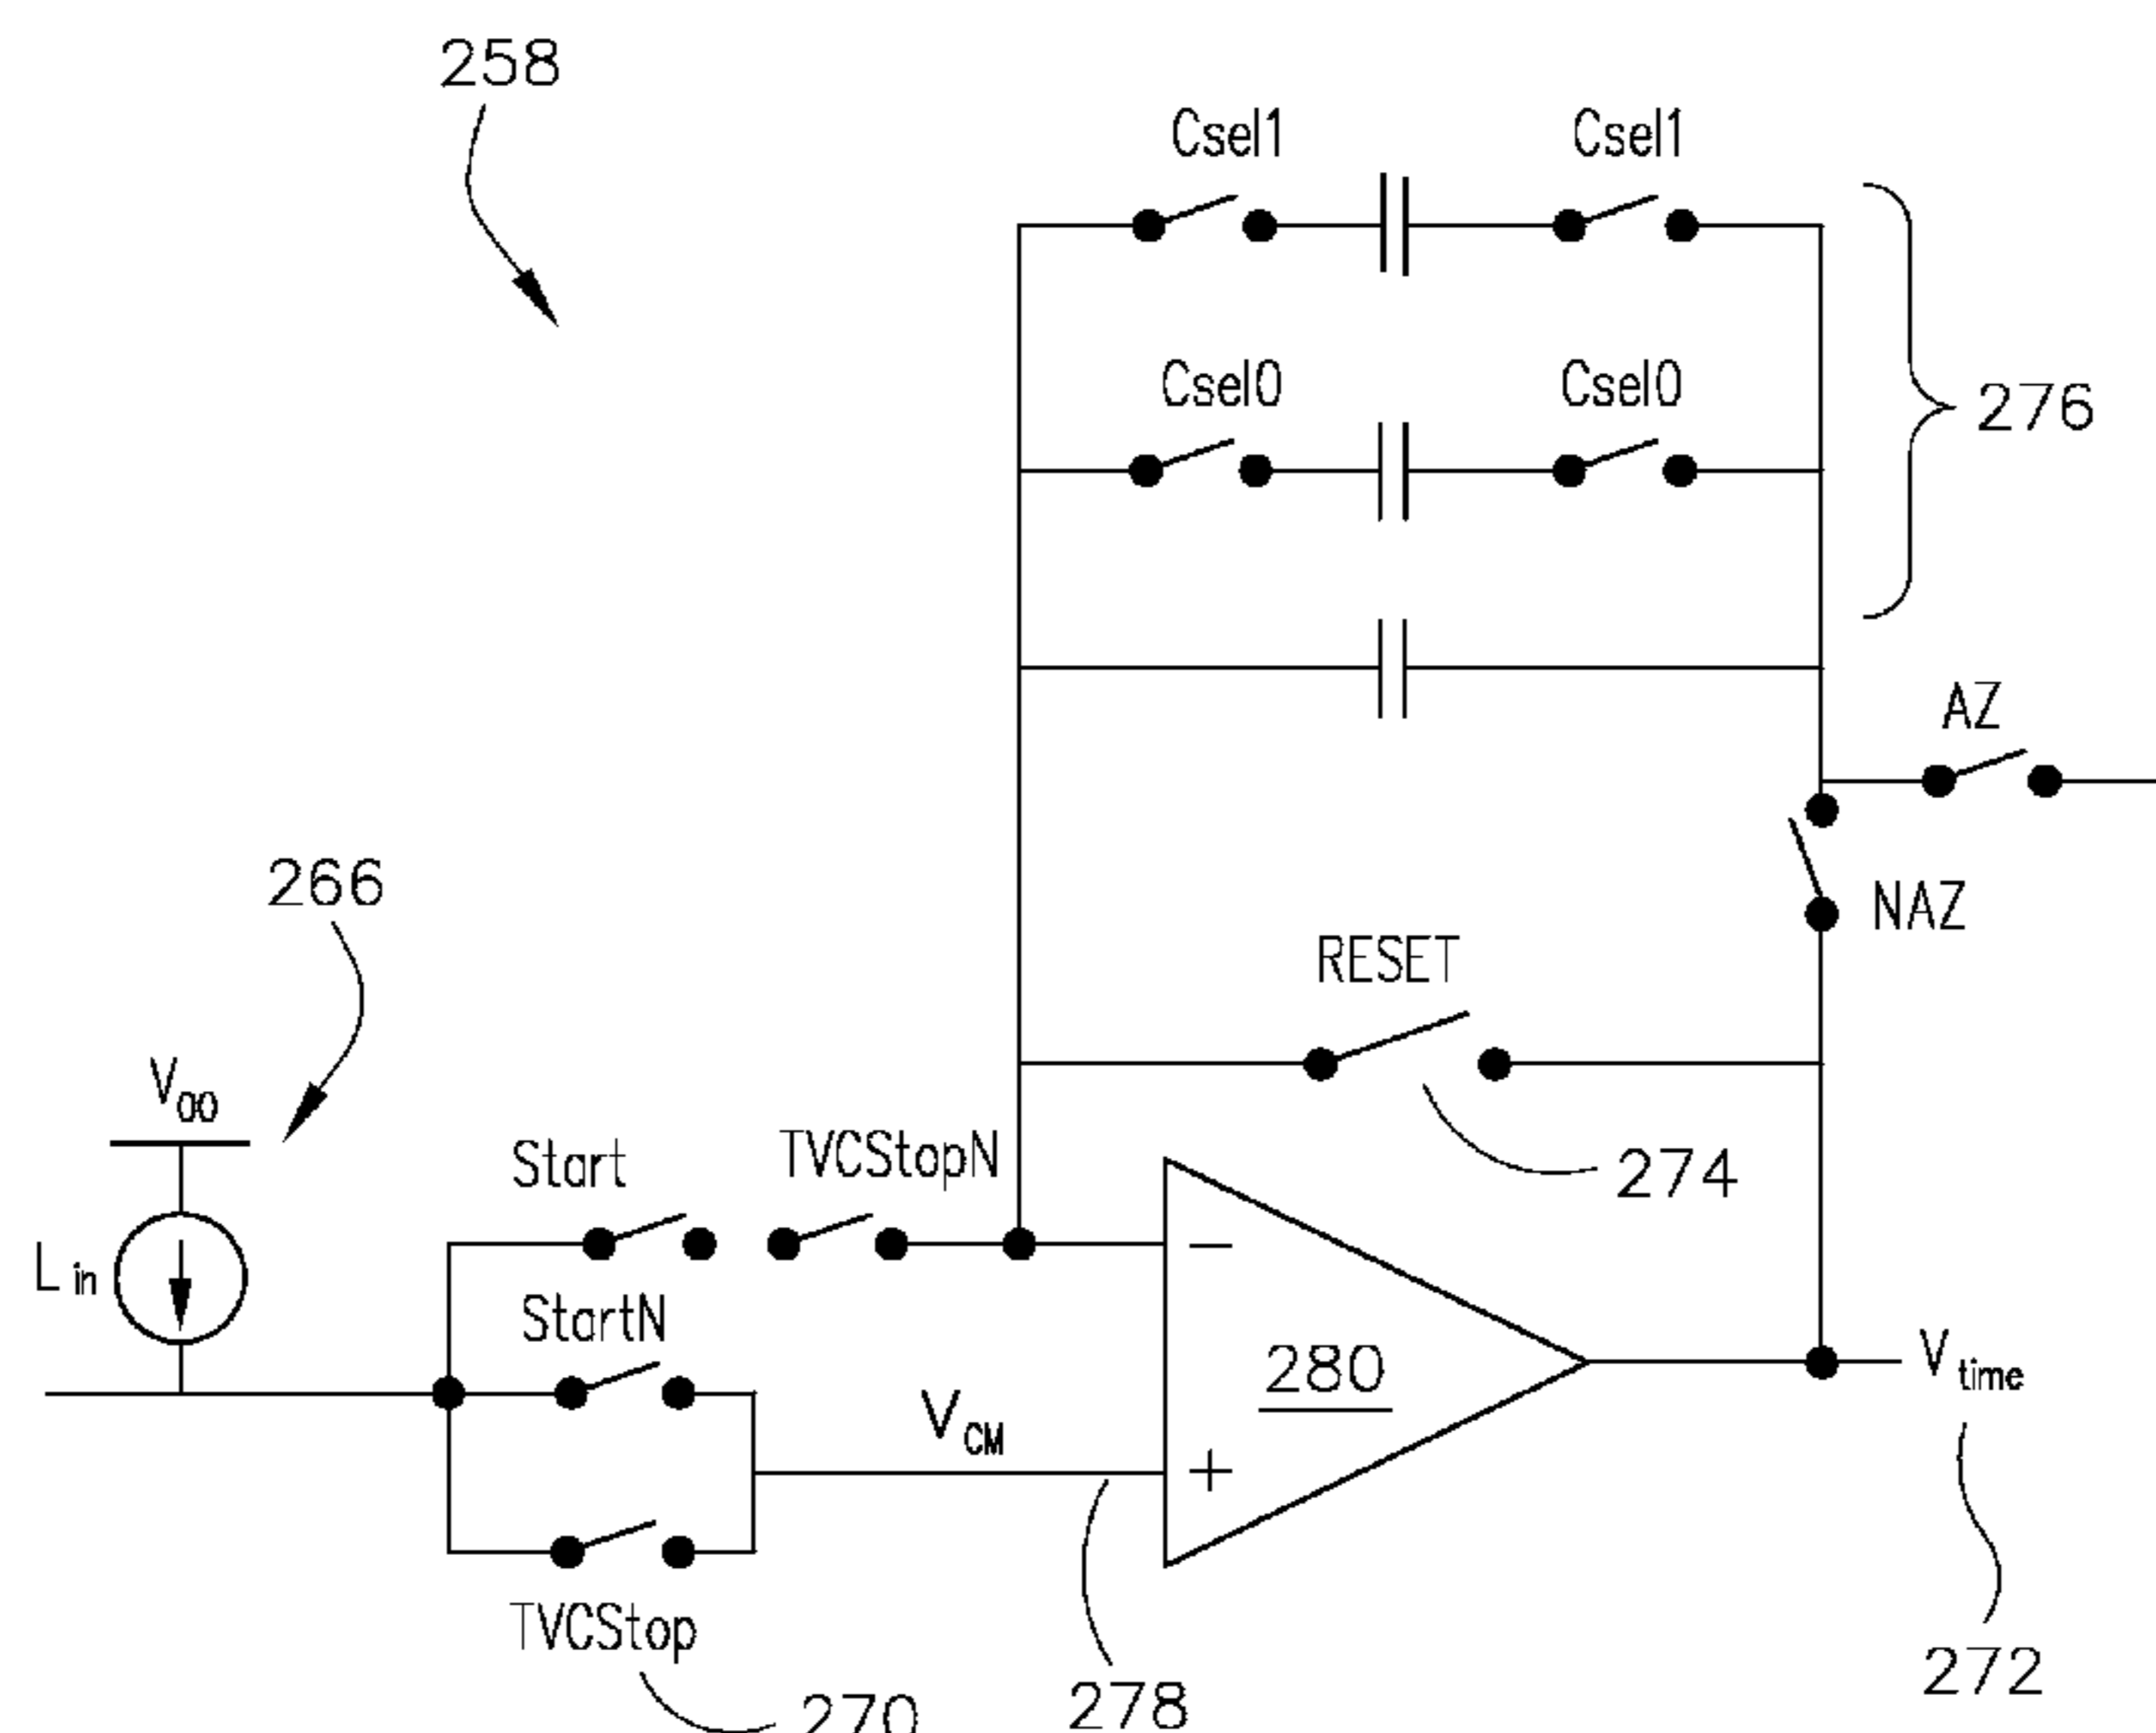 258
Csel1 Csel1
Csel0 Csel0
276
AZ
266
NAZ
RESET
Vao
Start TVCStopN
274
Lin
StartN
280
Vtime
VCM
−
+
TVCStop
270
278
272